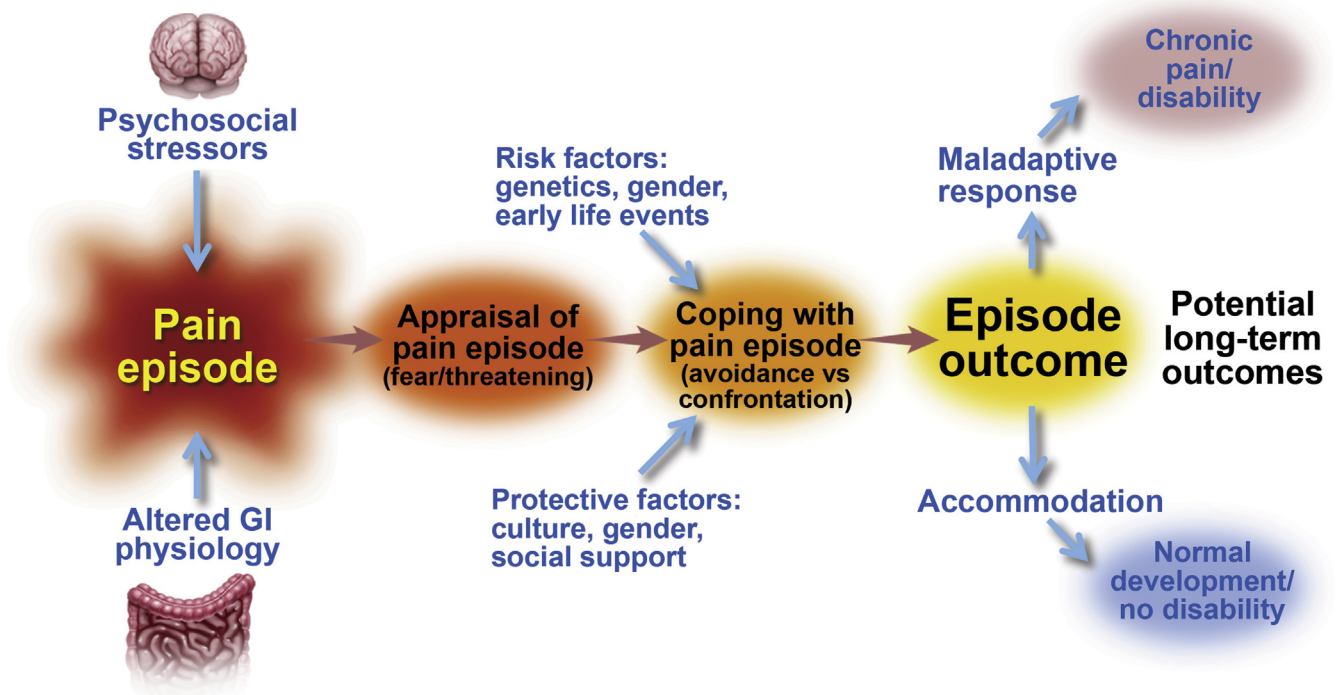 Psychosocial
stressors
Pain
episode
Altered GI
physiology
Appraisal of
pain episode
(fear/threatening)
Risk factors:
genetics, gender,
early life events
Coping with
pain episode
(avoidance vs
confrontation)
Protective factors:
culture, gender,
social support
Chronic
pain/
disability
Maladaptive
response
Episode
outcome
Potential
long-term
outcomes
Accommodation
Normal
development/
no disability